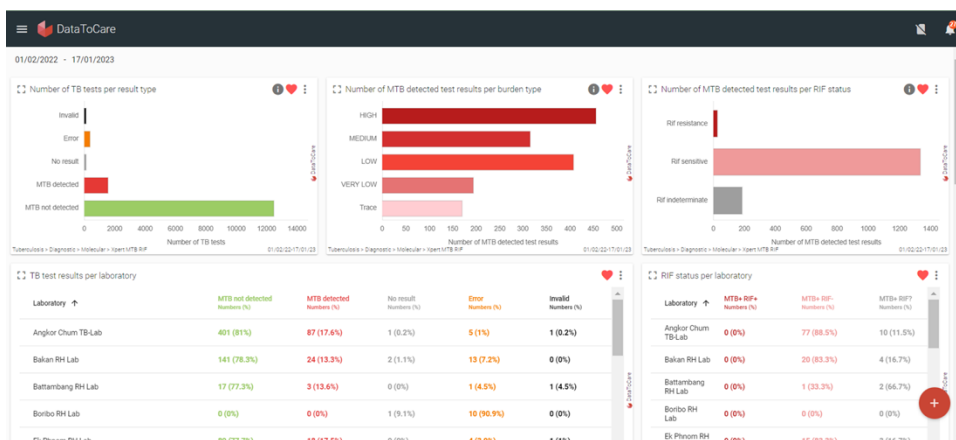 DataToCare
27
01/02/2022 - 17/01/2023
Number of TB tests per result type
Invalid
Error
No result
MTB detected
MTB not detected
0 2000 4000 6000 8000 10000 12000 14000
Number of TB tests
Tuberculosis > Diagnostic > Molecular > Xpert MTB RIF 01/02/22-17/01/23
DataToCare
Number of MTB detected test results per burden type
HIGH
MEDIUM
LOW
VERY LOW
Trace
0 50 100 150 200 250 300 350 400 450 500
Number of MTB detected test results
Tuberculosis > Diagnostic > Molecular > Xpert MTB RIF 01/02/22-17/01/23
DataToCare
Number of MTB detected test results per RIF status
Rif resistance
Rif sensitive
Rif indeterminate
0 200 400 600 800 1000 1200 1400
Number of MTB detected test results
Tuberculosis > Diagnostic > Molecular > Xpert MTB RIF 01/02/22-17/01/23
TB test results per laboratory
Laboratory MTB not detected MTB detected No result Error Invalid
Numbers (%) Numbers (%) Numbers (%) Numbers (%) Numbers (%)
Angkor Chum TB-Lab 401 (81%) 87 (17.6%) 1 (0.2%) 5 (1%) 1 (0.2%)
Bakan RH Lab 141 (78.3%) 24 (13.3%) 2 (1.1%) 13 (7.2%) 0 (0%)
Battambang RH Lab 17 (77.3%) 3 (13.6%) 0 (0%) 1 (4.5%) 1 (4.5%)
Boribo RH Lab 0 (0%) 0 (0%) 1 (9.1%) 10 (90.9%) 0 (0%)
DataToCare
RIF status per laboratory
Laboratory MTB+ RIF+ MTB+ RIF- MTB+ RIF?
Numbers (%) Numbers (%) Numbers (%)
Angkor Chum
TB-Lab 0 (0%) 77 (88.5%) 10 (11.5%)
Bakan RH Lab 0 (0%) 20 (83.3%) 4 (16.7%)
Battambang
RH Lab 0 (0%) 1 (33.3%) 2 (66.7%)
Boribo RH
Lab 0 (0%) 0 (0%) 0 (0%)
Ek Phnom RH